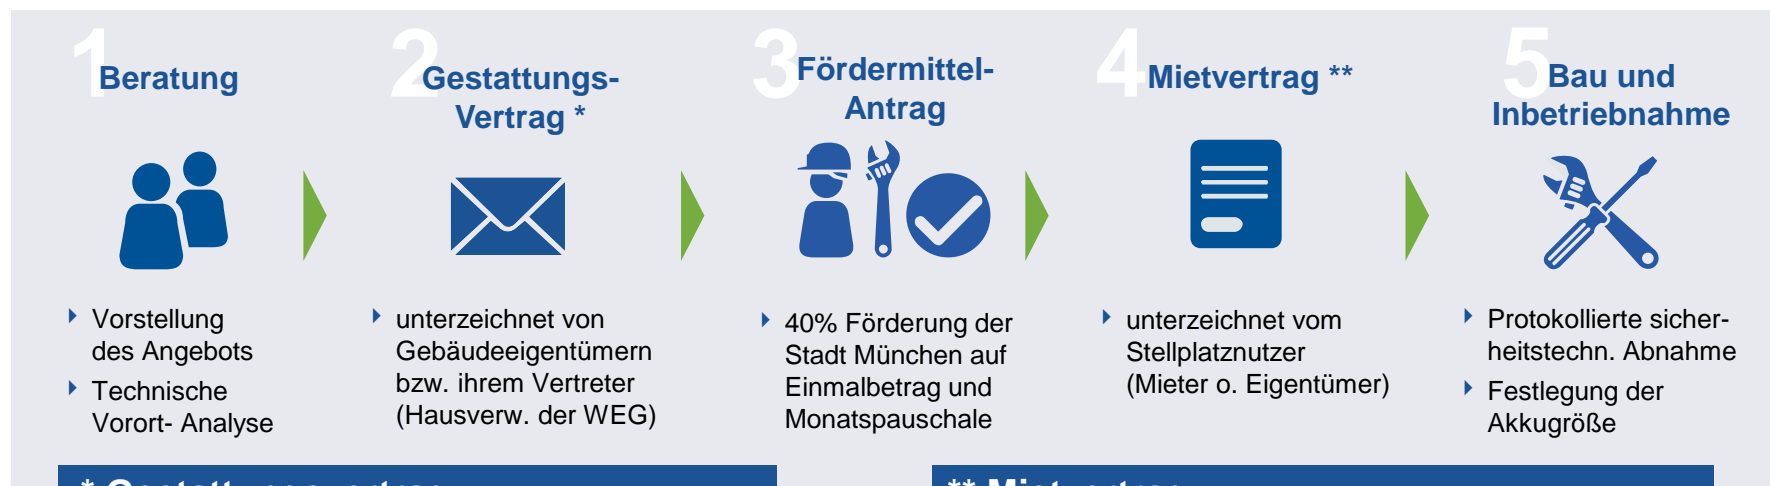 1 Beratung
Vorstellung
des Angebots
Technische
Vorort- Analyse
2 Gestattungs-
Vertrag *
unterzeichnet von
Gebäudeeigentümern
bzw. ihrem Vertreter
(Hausverw. der WEG)
3 Fördermittel-
Antrag
40% Förderung der
Stadt München auf
Einmalbetrag und
Monatspauschale
4 Mietvertrag **
unterzeichnet vom
Stellplatznutzer
(Mieter o. Eigentümer)
5 Bau und
Inbetriebnahme
Protokollierte sicher-
heitstechn. Abnahme
Festlegung der
Akkugröße
* Gestattungsvertrag
** Mietvertrag